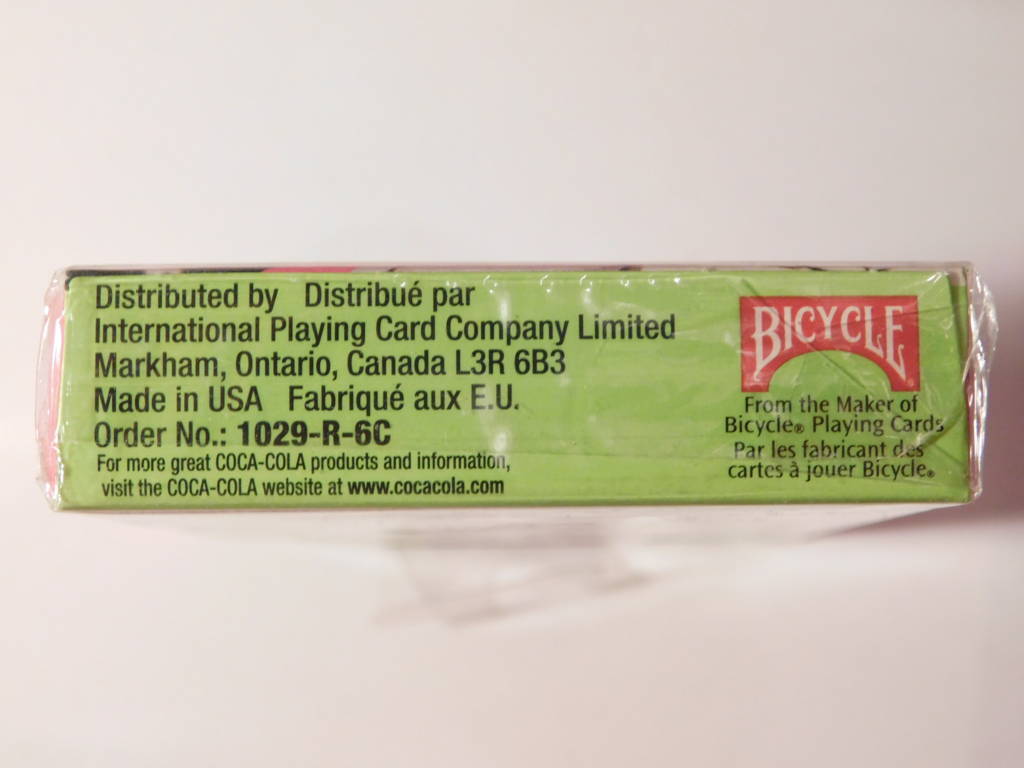 Distributed by Distribué par
International Playing Card Company Limited
Markham, Ontario, Canada L3R 6B3
Made in USA Fabriqué aux E.U.
Order No.: 1029-R-6C
For more great COCA-COLA products and information,
visit the COCA-COLA website at www.cocacola.com
BICYCLE®
From the Maker of
Bicycle® Playing Cards
Par les fabricant des
cartes à jouer Bicycle®